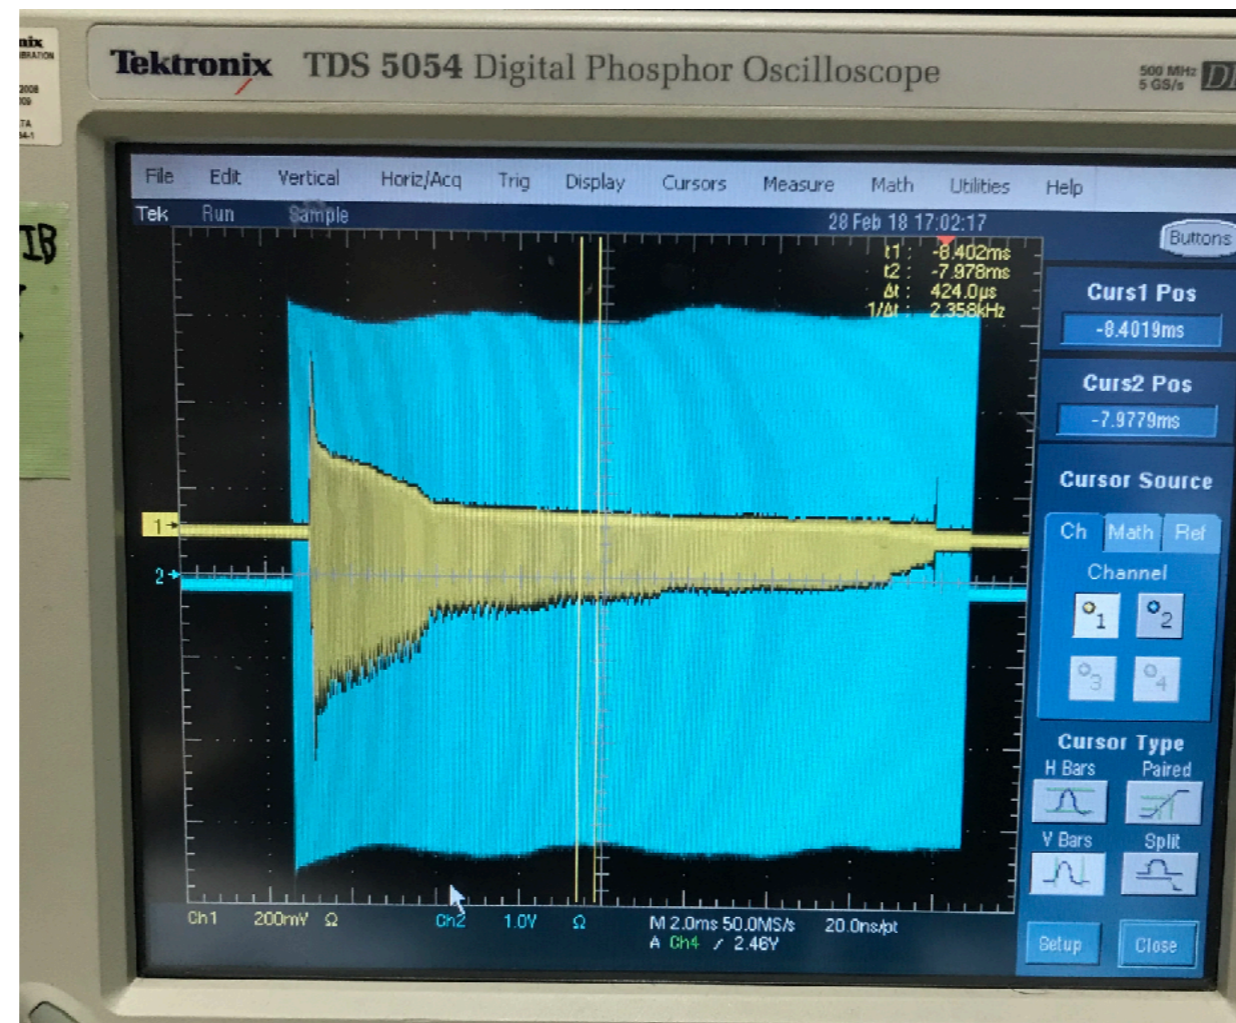 Tektronix TDS 5054 Digital Phosphor Oscilloscope
500 MHz
5 GS/s
2008
File Edit Vertical Horiz/Acq Trig Display Cursors Measure Math Utilities Help
Tek Run Sample 28 Feb 18 17:02:17
Buttons
t1 : -8.402ms
t2 : -7.978ms
Δt : 424.0μs
1/Δt : 2.358kHz
Curs1 Pos
-8.4019ms
Curs2 Pos
-7.9779ms
Cursor Source
Ch Math Ref
Channel
1 2
3 4
Cursor Type
H Bars Paired
V Bars Split
Setup Close
1
2
Ch1 200mV Ω Ch2 1.0V Ω M 2.0ms 50.0MS/s 20.0ns/pt
A Ch4 / 2.46V
IB